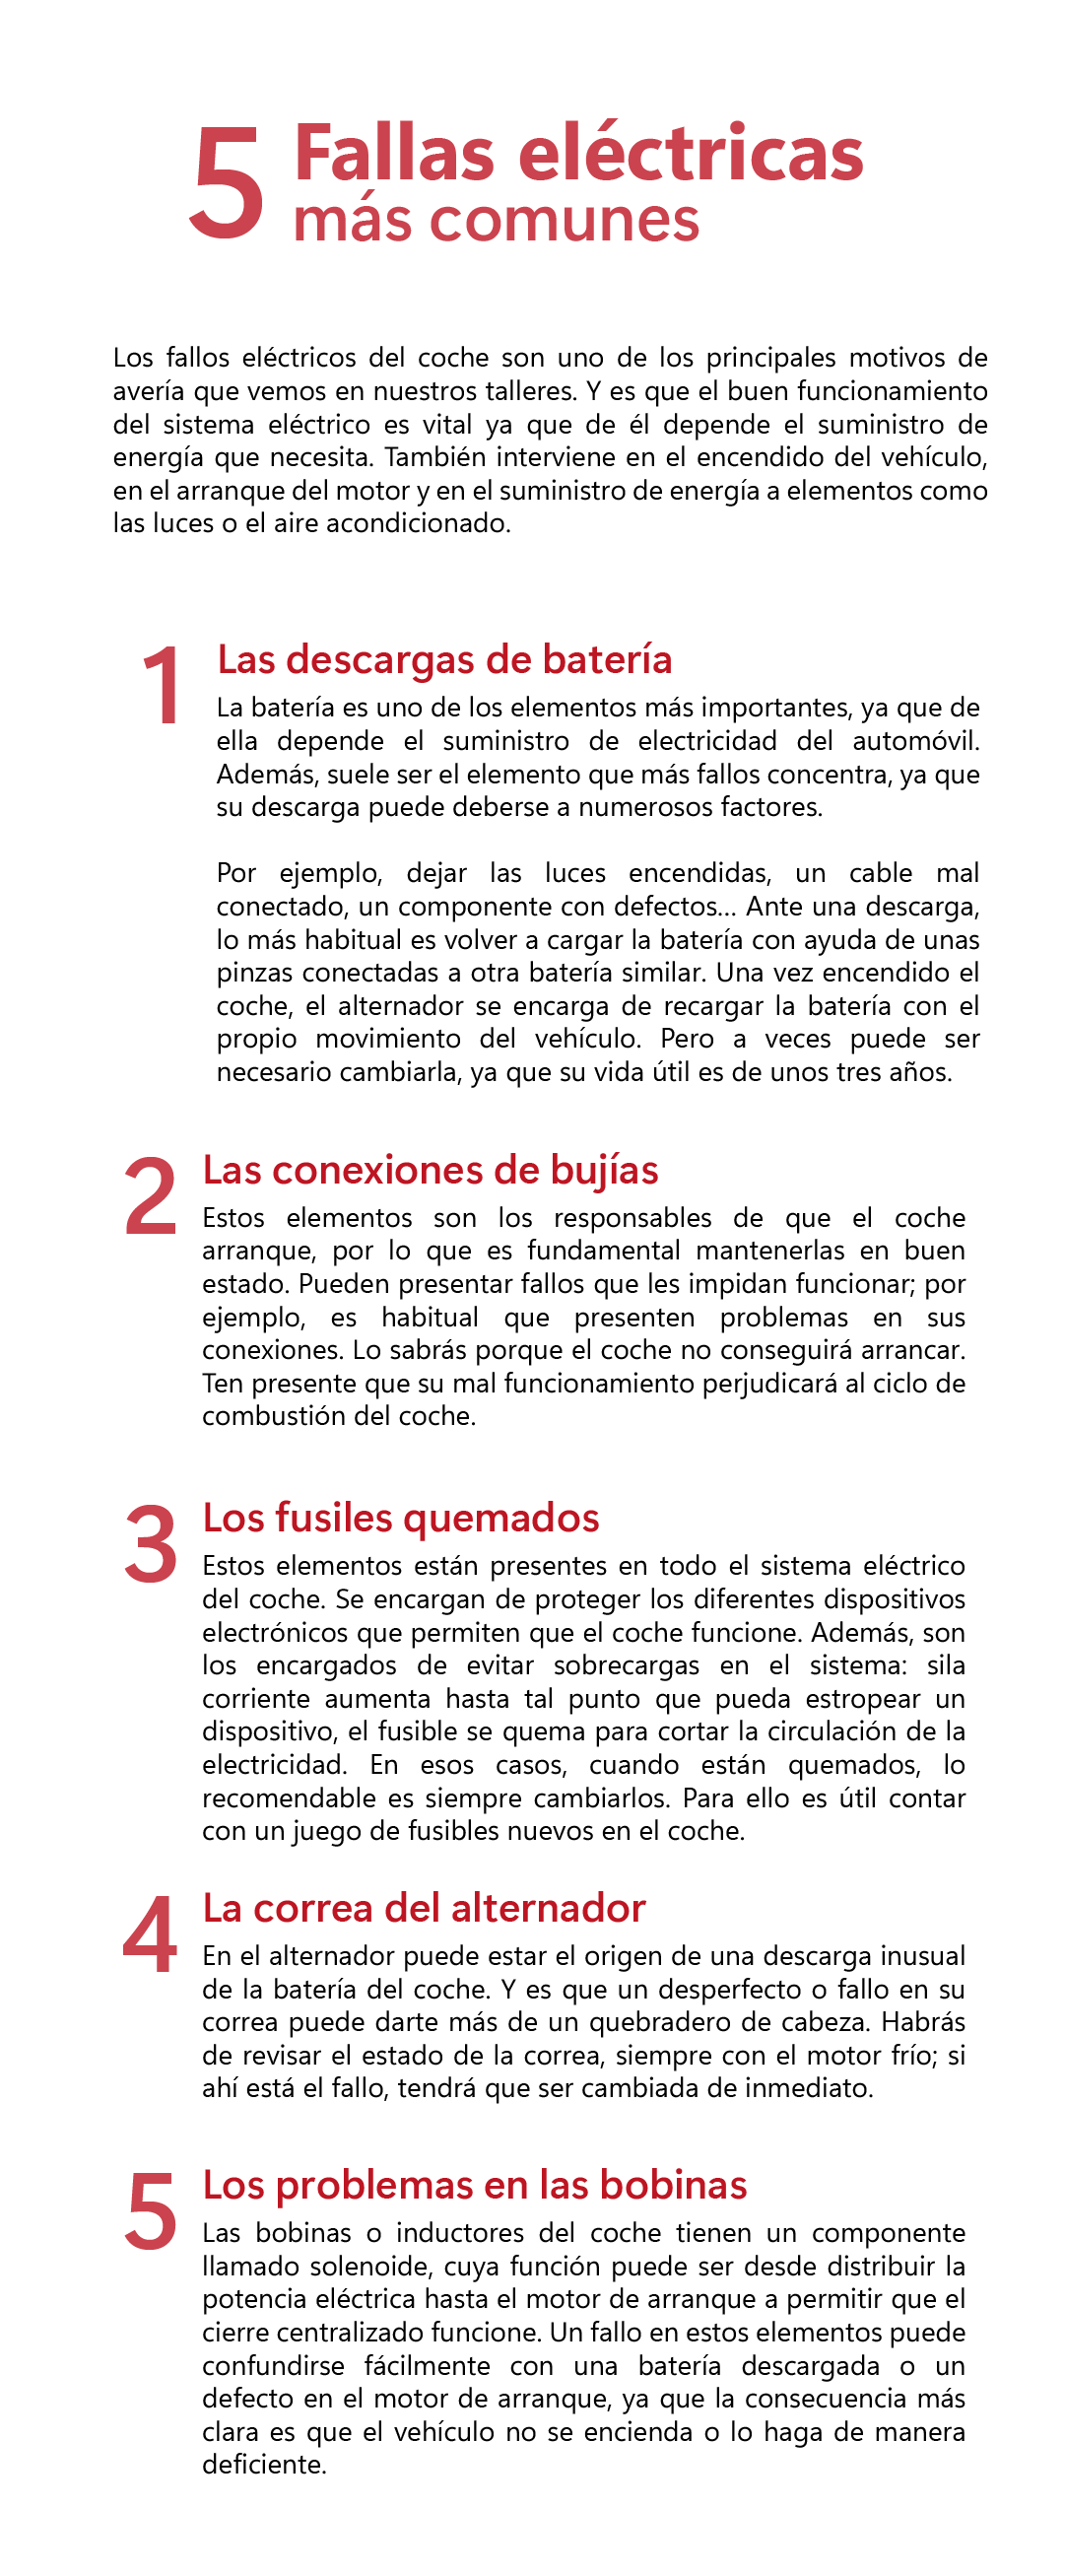 5 Fallas eléctricas
más comunes
Los fallos eléctricos del coche son uno de los principales motivos de
avería que vemos en nuestros talleres. Y es que el buen funcionamiento
del sistema eléctrico es vital ya que de él depende el suministro de
energía que necesita. También interviene en el encendido del vehículo,
en el arranque del motor y en el suministro de energía a elementos como
las luces o el aire acondicionado.
1 Las descargas de batería
La batería es uno de los elementos más importantes, ya que de
ella depende el suministro de electricidad del automóvil.
Además, suele ser el elemento que más fallos concentra, ya que
su descarga puede deberse a numerosos factores.
Por ejemplo, dejar las luces encendidas, un cable mal
conectado, un componente con defectos... Ante una descarga,
lo más habitual es volver a cargar la batería con ayuda de unas
pinzas conectadas a otra batería similar. Una vez encendido el
coche, el alternador se encarga de recargar la batería con el
propio movimiento del vehículo. Pero a veces puede ser
necesario cambiarla, ya que su vida útil es de unos tres años.
2 Las conexiones de bujías
Estos elementos son los responsables de que el coche
arranque, por lo que es fundamental mantenerlas en buen
estado. Pueden presentar fallos que les impidan funcionar; por
ejemplo, es habitual que presenten problemas en sus
conexiones. Lo sabrás porque el coche no conseguirá arrancar.
Ten presente que su mal funcionamiento perjudicará al ciclo de
combustión del coche.
3 Los fusiles quemados
Estos elementos están presentes en todo el sistema eléctrico
del coche. Se encargan de proteger los diferentes dispositivos
electrónicos que permiten que el coche funcione. Además, son
los encargados de evitar sobrecargas en el sistema: sila
corriente aumenta hasta tal punto que pueda estropear un
dispositivo, el fusible se quema para cortar la circulación de la
electricidad. En esos casos, cuando están quemados, lo
recomendable es siempre cambiarlos. Para ello es útil contar
con un juego de fusibles nuevos en el coche.
4 La correa del alternador
En el alternador puede estar el origen de una descarga inusual
de la batería del coche. Y es que un desperfecto o fallo en su
correa puede darte más de un quebradero de cabeza. Habrás
de revisar el estado de la correa, siempre con el motor frío; si
ahí está el fallo, tendrá que ser cambiada de inmediato.
5 Los problemas en las bobinas
Las bobinas o inductores del coche tienen un componente
llamado solenoide, cuya función puede ser desde distribuir la
potencia eléctrica hasta el motor de arranque a permitir que el
cierre centralizado funcione. Un fallo en estos elementos puede
confundirse fácilmente con una batería descargada o un
defecto en el motor de arranque, ya que la consecuencia más
clara es que el vehículo no se encienda o lo haga de manera
deficiente.